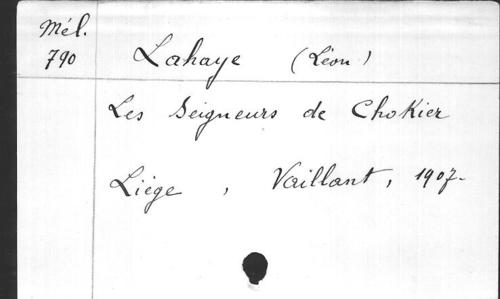 Mél.
790
Lahaye (Léon)
Les Seigneurs de Chokier
Liège, Vaillant, 1907-